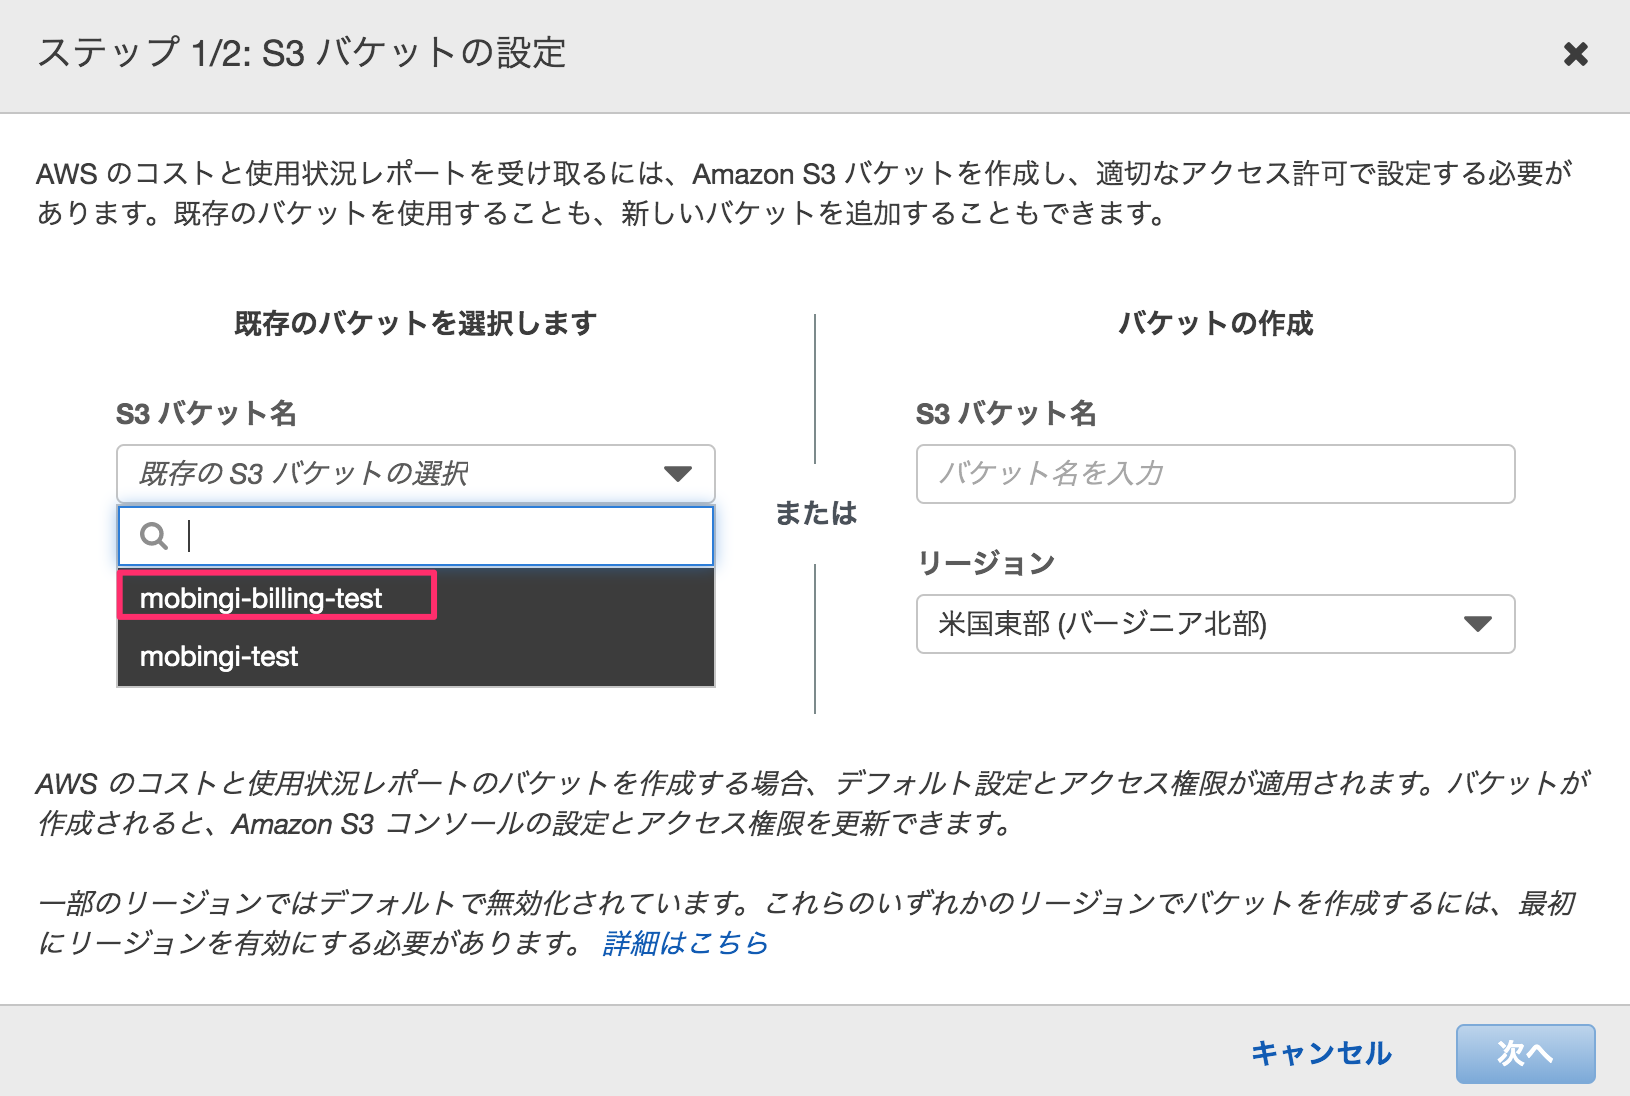 ステップ 1/2: S3 バケットの設定
AWS のコストと使用状況レポートを受け取るには、Amazon S3 バケットを作成し、適切なアクセス許可で設定する必要が
あります。既存のバケットを使用することも、新しいバケットを追加することもできます。
既存のバケットを選択します
S3 バケット名
既存の S3 バケットの選択
mobingi-billing-test
mobingi-test
または
バケットの作成
S3 バケット名
バケット名を入力
リージョン
米国東部 (バージニア北部)
AWS のコストと使用状況レポートのバケットを作成する場合、デフォルト設定とアクセス権限が適用されます。バケットが
作成されると、Amazon S3 コンソールの設定とアクセス権限を更新できます。
一部のリージョンではデフォルトで無効化されています。これらのいずれかのリージョンでバケットを作成するには、最初
にリージョンを有効にする必要があります。 詳細はこちら
キャンセル
次へ